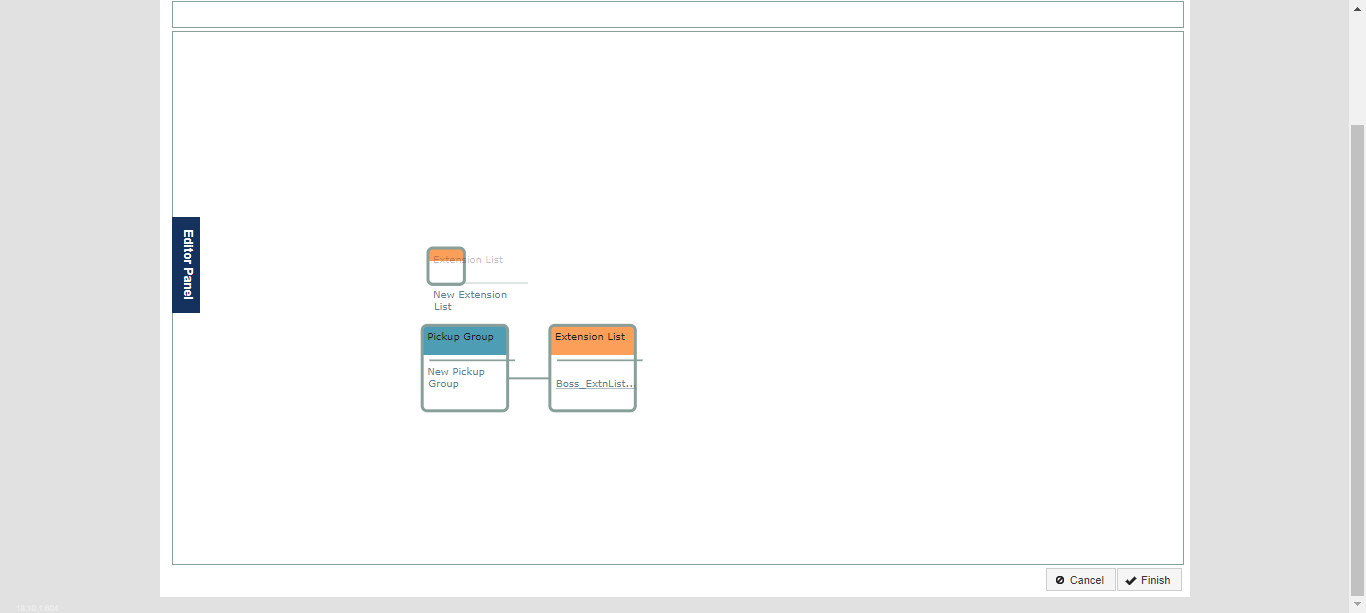 Editor Panel
Extension List
New Extension
List
Pickup Group
New Pickup
Group
Extension List
Boss_ExtnList...
Cancel
Finish